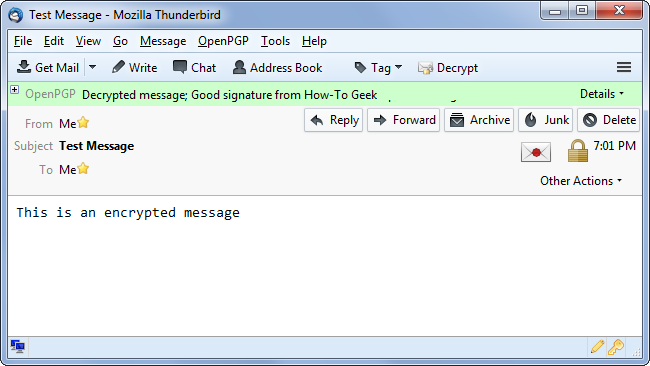 Test Message - Mozilla Thunderbird
File Edit View Go Message OpenPGP Tools Help
Get Mail Write Chat Address Book Tag Decrypt
OpenPGP Decrypted message; Good signature from How-To Geek Details
From Me Reply Forward Archive Junk Delete
Subject Test Message 7:01 PM
To Me
Other Actions
This is an encrypted message